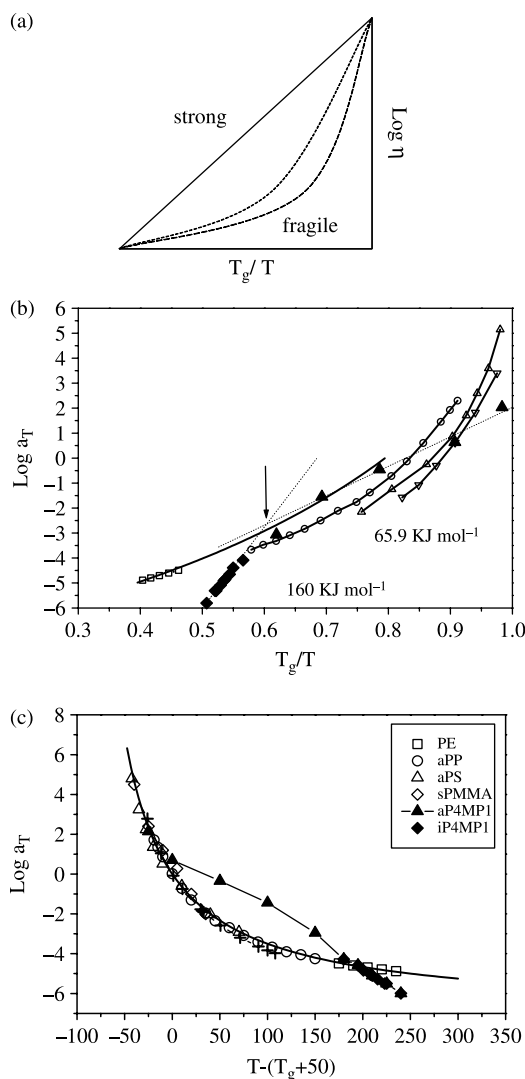 (a)
strong
fragile
Log η
Tg/ T
(b)
6
5
4
3
2
1
0
-1
-2
-3
-4
-5
-6
Log aT
65.9 KJ mol−1
160 KJ mol−1
0.3 0.4 0.5 0.6 0.7 0.8 0.9 1.0
Tg/T
(c)
8
6
4
2
0
-2
-4
-6
Log aT
PE
aPP
aPS
sPMMA
aP4MP1
iP4MP1
-100 -50 0 50 100 150 200 250 300 350
T-(Tg+50)